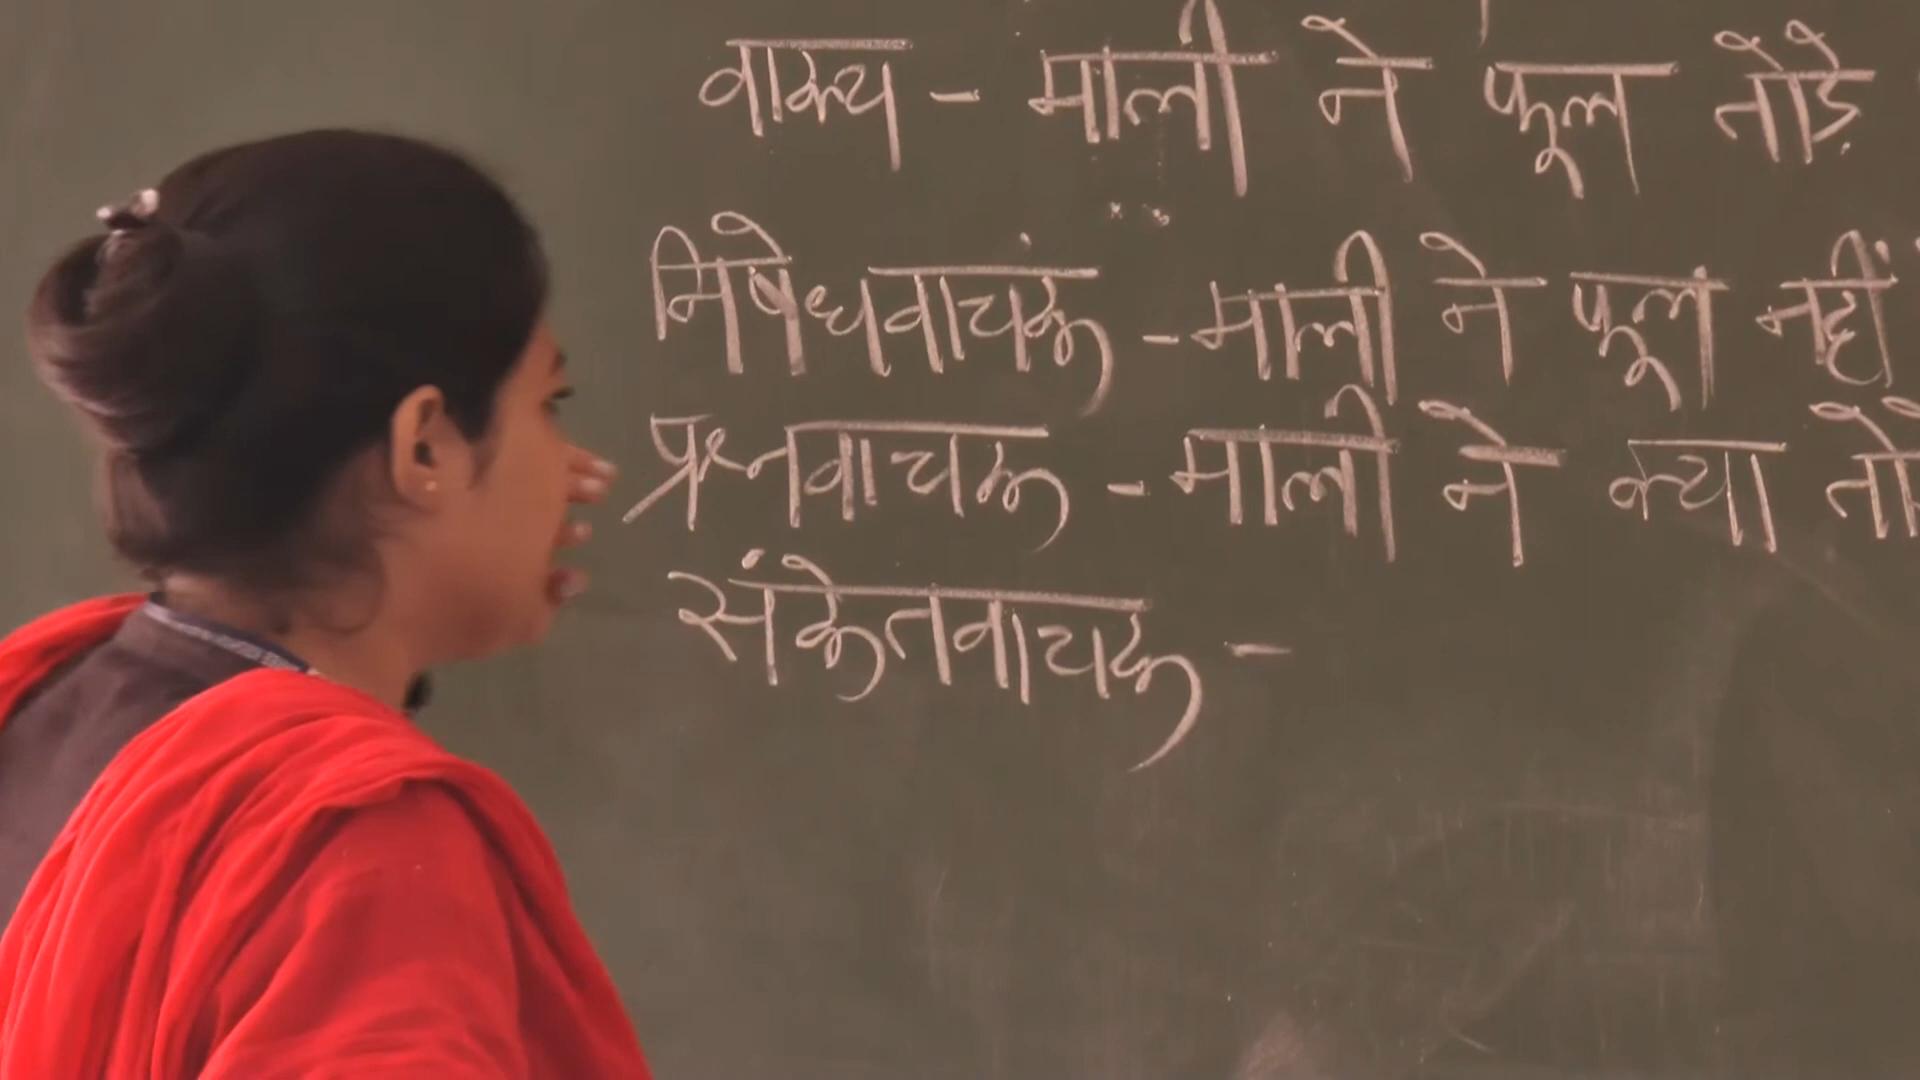 वाक्य - माली ने फूल तोड़े
निषेधवाचक - माली ने फूल नहीं
प्रश्नवाचक - माली ने क्या तो
संकेतवाचक -